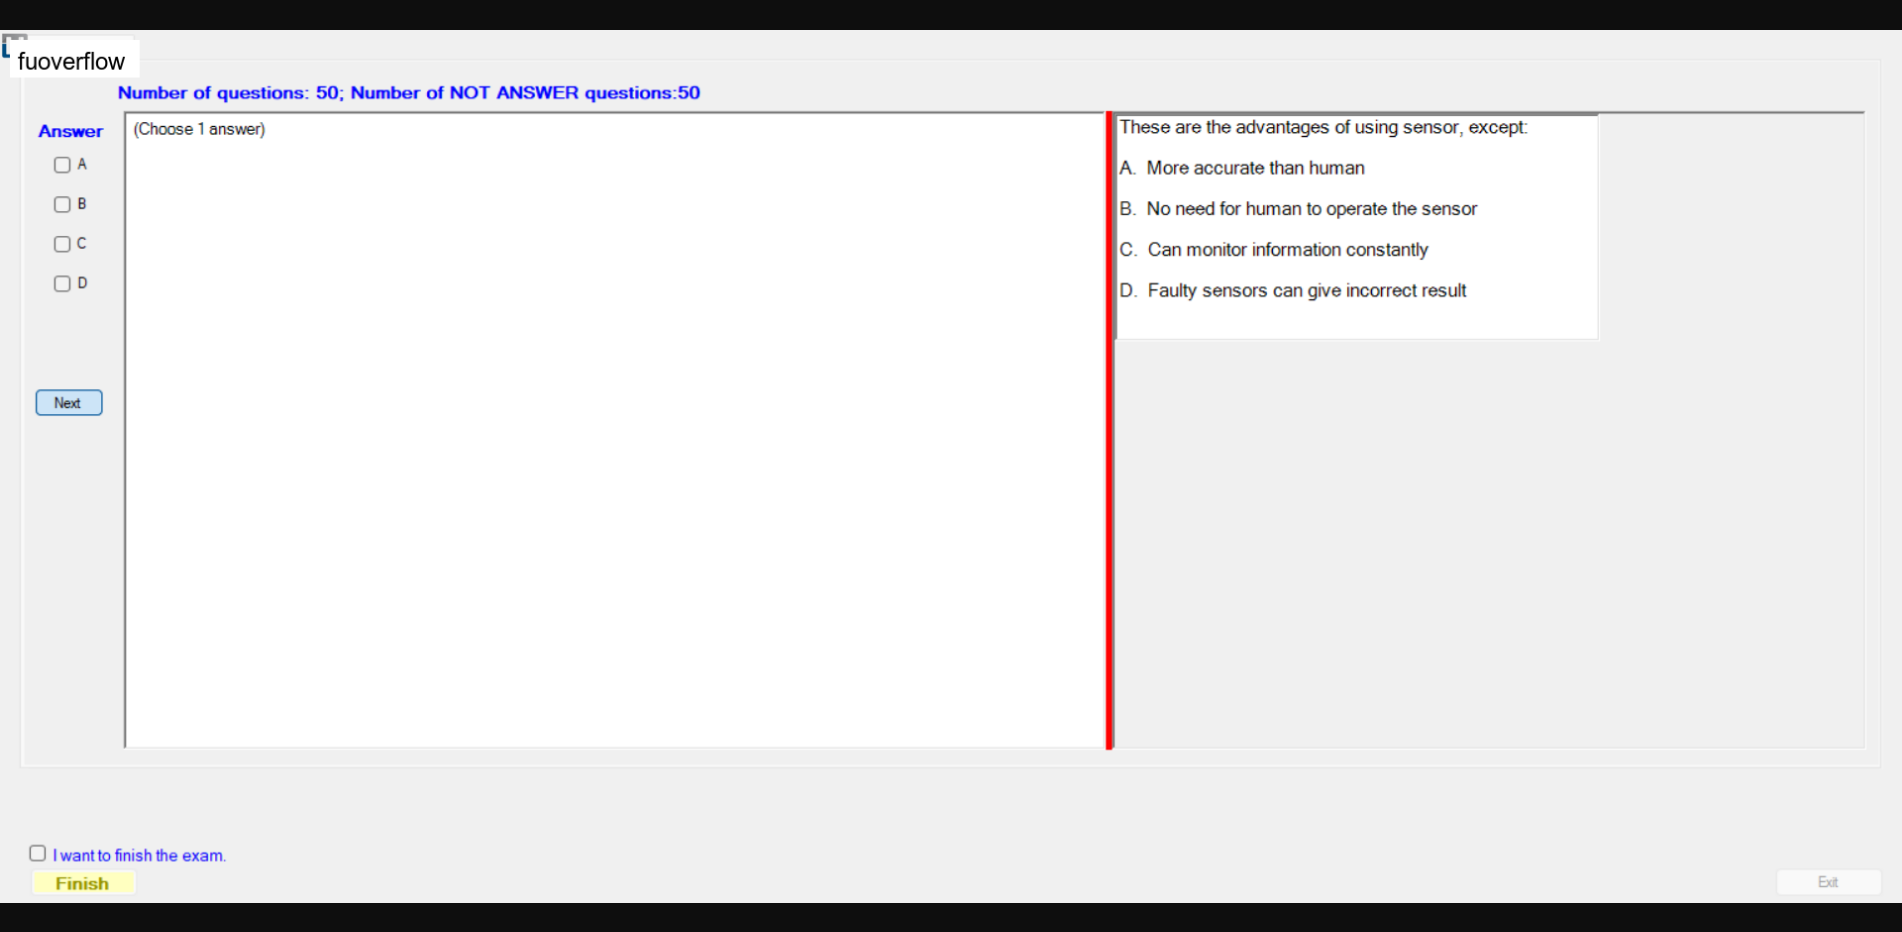 fuoverflow
Number of questions: 50; Number of NOT ANSWER questions:50
Answer
(Choose 1 answer)
A
B
C
D
Next
These are the advantages of using sensor, except:
A. More accurate than human
B. No need for human to operate the sensor
C. Can monitor information constantly
D. Faulty sensors can give incorrect result
I want to finish the exam.
Finish
Exit